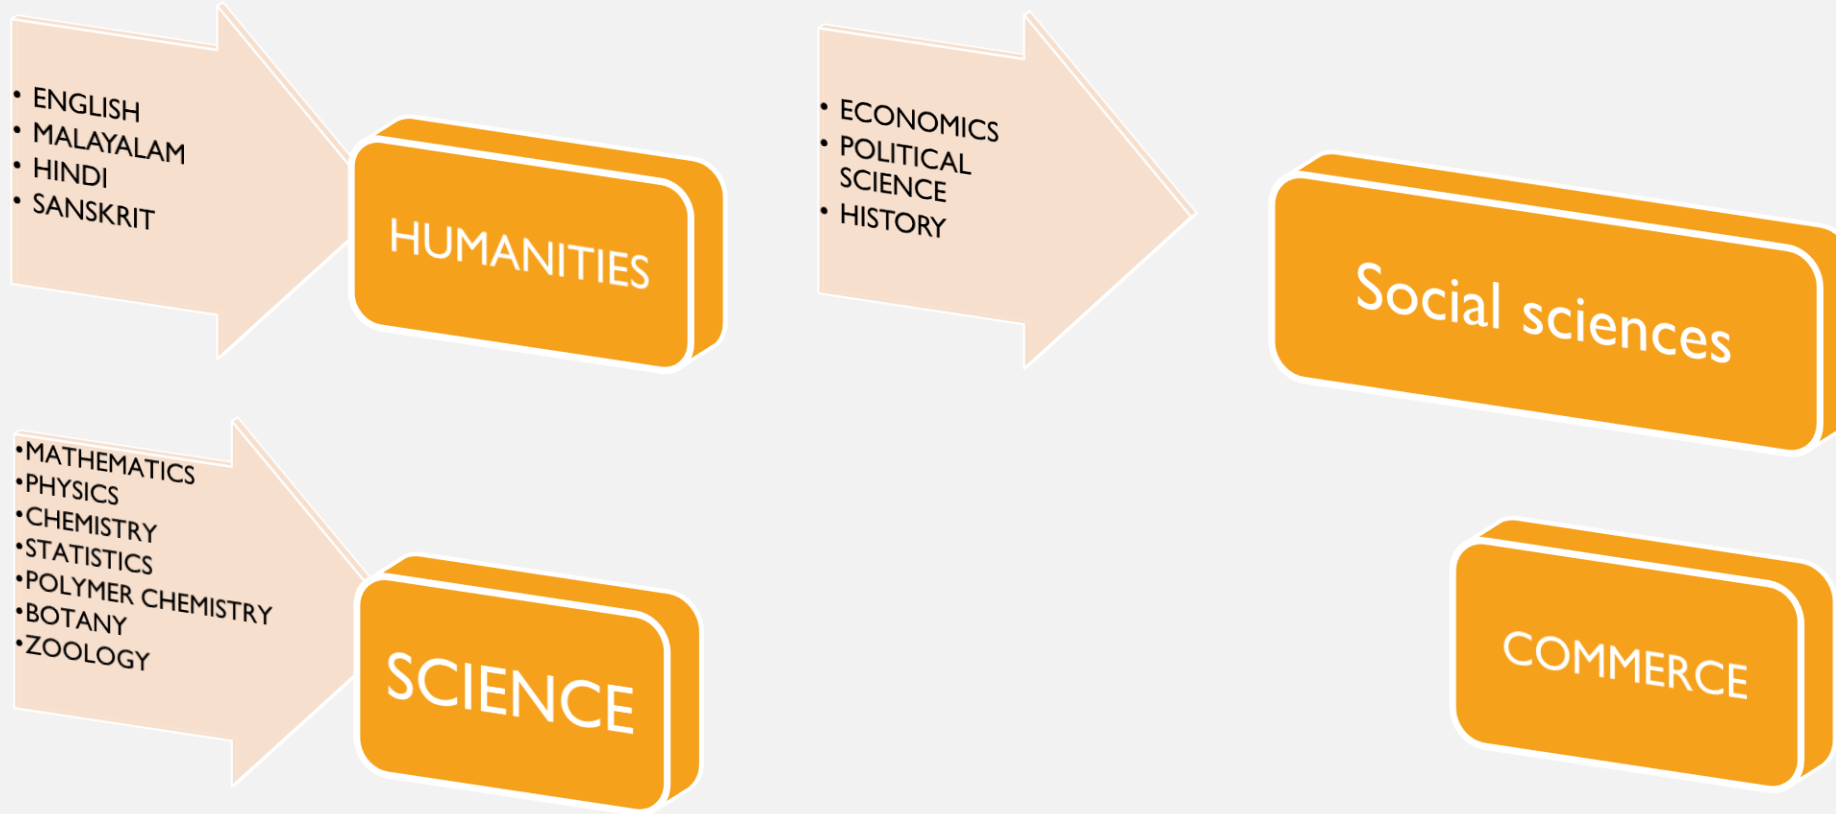 • ENGLISH
• MALAYALAM
• HINDI
• SANSKRIT
HUMANITIES
• ECONOMICS
• POLITICAL
SCIENCE
• HISTORY
Social sciences
•MATHEMATICS
•PHYSICS
•CHEMISTRY
•STATISTICS
•POLYMER CHEMISTRY
•BOTANY
•ZOOLOGY
SCIENCE
COMMERCE